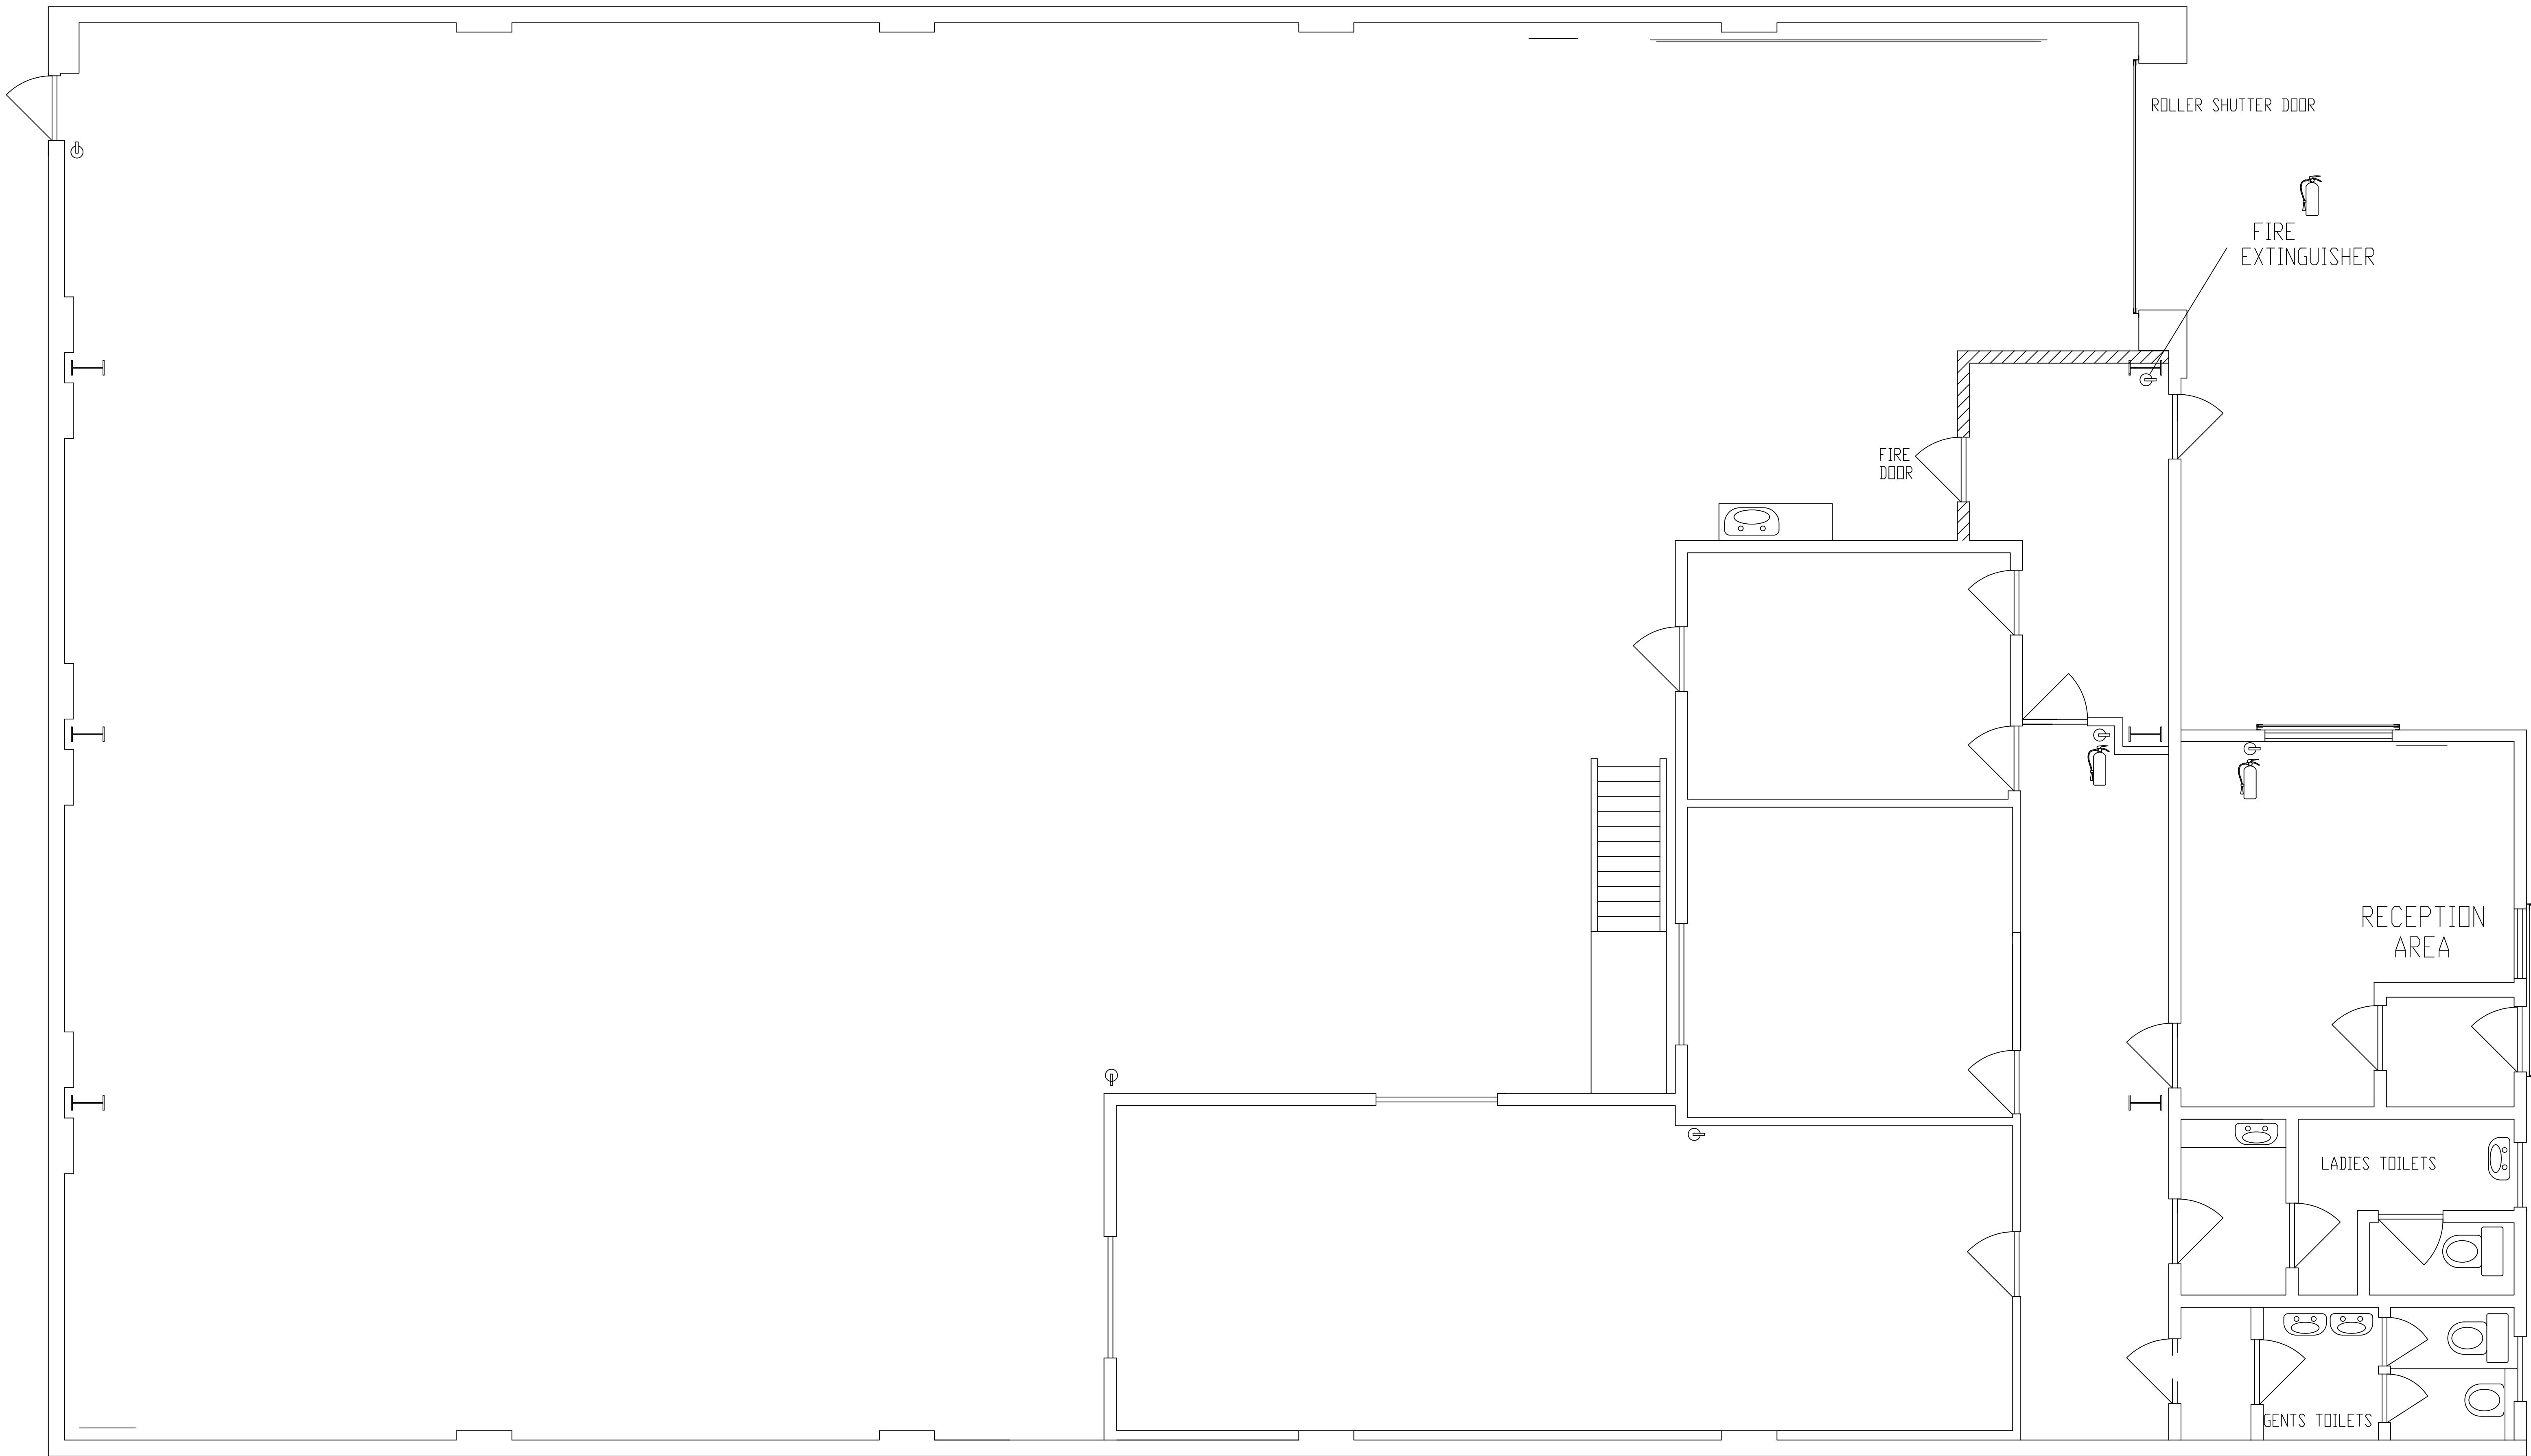 ROLLER SHUTTER DOOR
FIRE
EXTINGUISHER
FIRE
DOOR
RECEPTION
AREA
LADIES TOILETS
GENTS TOILETS